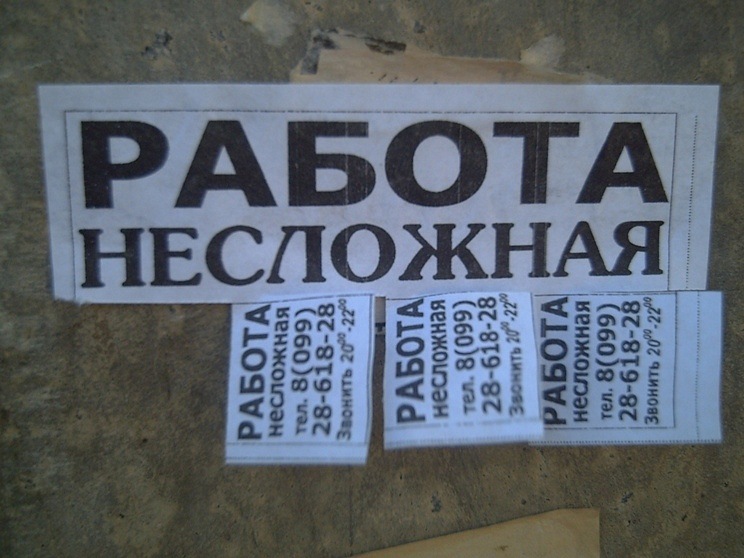 РАБОТА
НЕСЛОЖНАЯ
РАБОТА
несложная
тел. 8(099)
28-618-28
Звонить 20⁰⁰-22⁰⁰
РАБОТА
несложная
тел. 8(099)
28-618-28
Звонить 20⁰⁰-22⁰⁰
РАБОТА
несложная
тел. 8(099)
28-618-28
Звонить 20⁰⁰-22⁰⁰